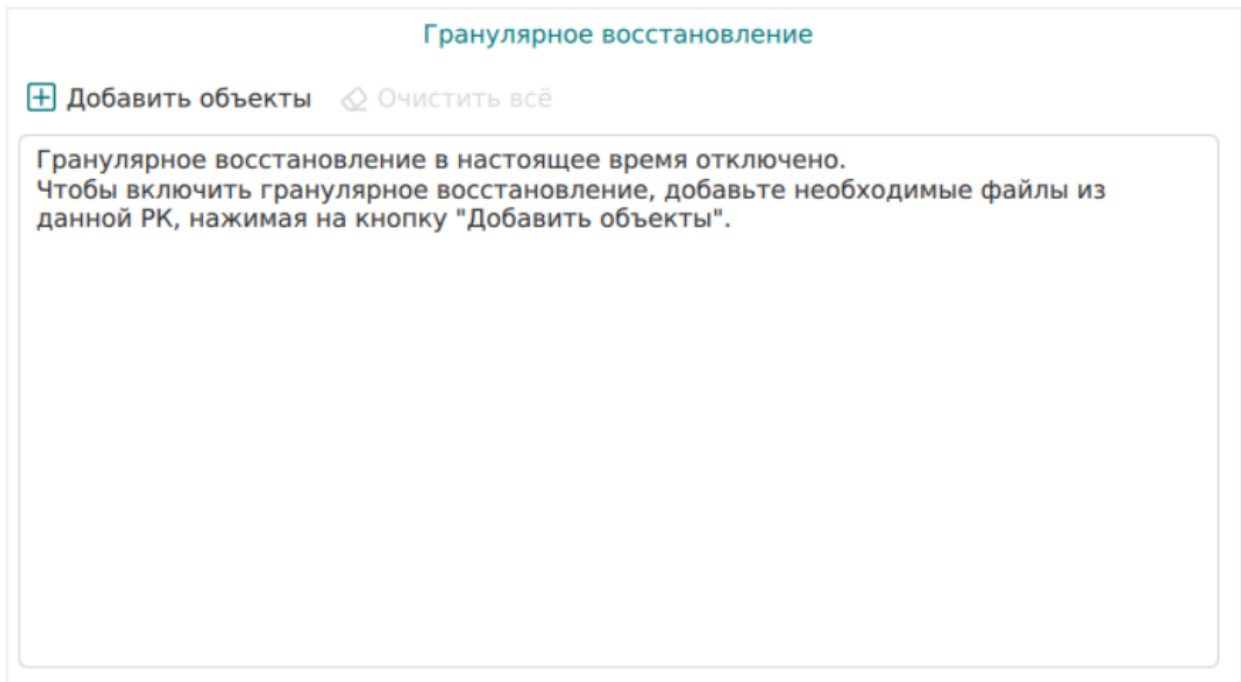 Гранулярное восстановление
Добавить объекты Очистить всё
Гранулярное восстановление в настоящее время отключено.
Чтобы включить гранулярное восстановление, добавьте необходимые файлы из
данной РК, нажимая на кнопку "Добавить объекты".